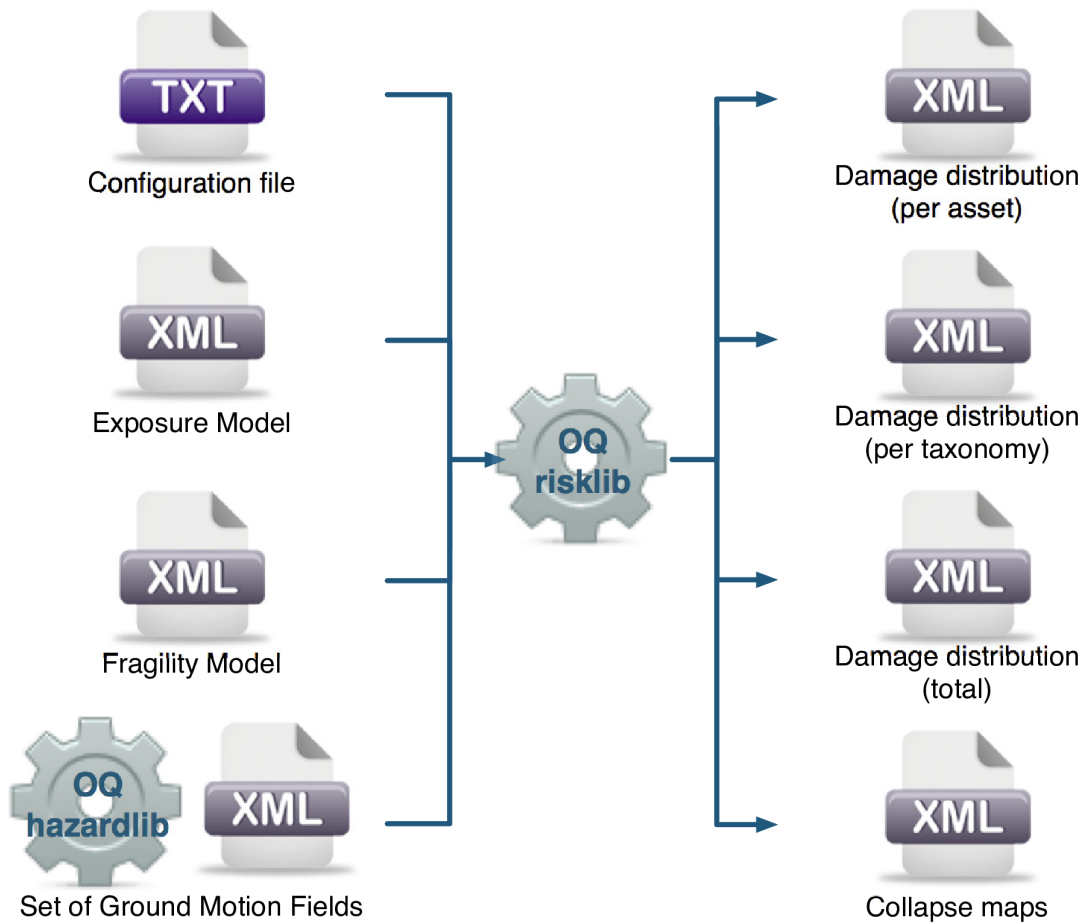 TXT
Configuration file
XML
Exposure Model
XML
Fragility Model
OQ
hazardlib
XML
Set of Ground Motion Fields
OQ
risklib
XML
Damage distribution
(per asset)
XML
Damage distribution
(per taxonomy)
XML
Damage distribution
(total)
XML
Collapse maps